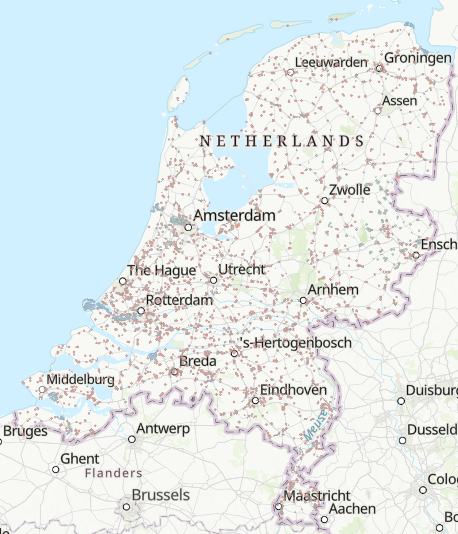 Leeuwarden
Groningen
Assen
NETHERLANDS
Zwolle
Amsterdam
Ensch
The Hague
Utrecht
Arnhem
Rotterdam
's-Hertogenbosch
Breda
Middelburg
Eindhoven
Duisburg
Meuse
Bruges
Antwerp
Dusseld
Ghent
Flanders
Colo
Brussels
Maastricht
Aachen
Bo